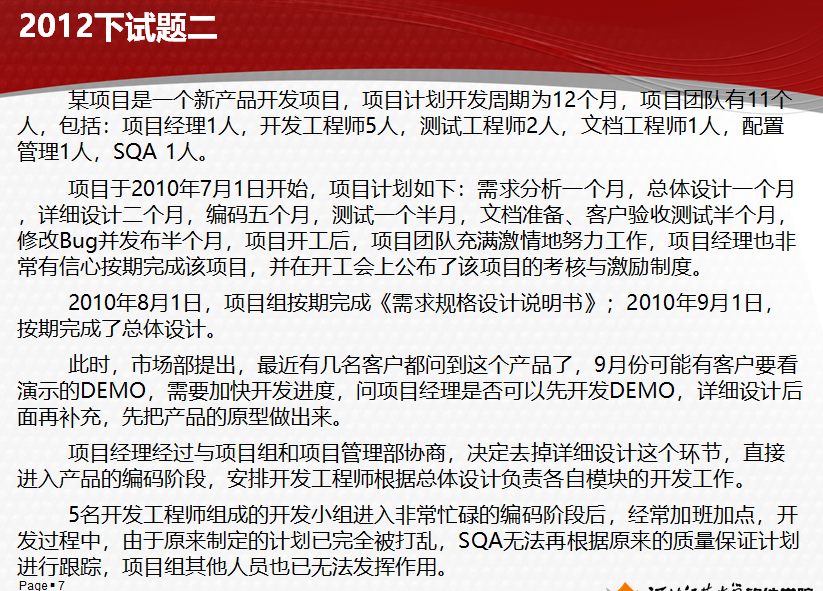 2012下试题二
某项目是一个新产品开发项目，项目计划开发周期为12个月，项目团队有11个
人，包括：项目经理1人，开发工程师5人，测试工程师2人，文档工程师1人，配置
管理1人，SQA 1人。
项目于2010年7月1日开始，项目计划如下：需求分析一个月，总体设计一个月
，详细设计二个月，编码五个月，测试一个半月，文档准备、客户验收测试半个月，
修改Bug并发布半个月，项目开工后，项目团队充满激情地努力工作，项目经理也非
常有信心按期完成该项目，并在开工会上公布了该项目的考核与激励制度。
2010年8月1日，项目组按期完成《需求规格设计说明书》；2010年9月1日，
按期完成了总体设计。
此时，市场部提出，最近有几名客户都问到这个产品了，9月份可能有客户要看
演示的DEMO，需要加快开发进度，问项目经理是否可以先开发DEMO，详细设计后
面再补充，先把产品的原型做出来。
项目经理经过与项目组和项目管理部协商，决定去掉详细设计这个环节，直接
进入产品的编码阶段，安排开发工程师根据总体设计负责各自模块的开发工作。
5名开发工程师组成的开发小组进入非常忙碌的编码阶段后，经常加班加点，开
发过程中，由于原来制定的计划已完全被打乱，SQA无法再根据原来的质量保证计划
进行跟踪，项目组其他人员也已无法发挥作用。
Page ▪ 7